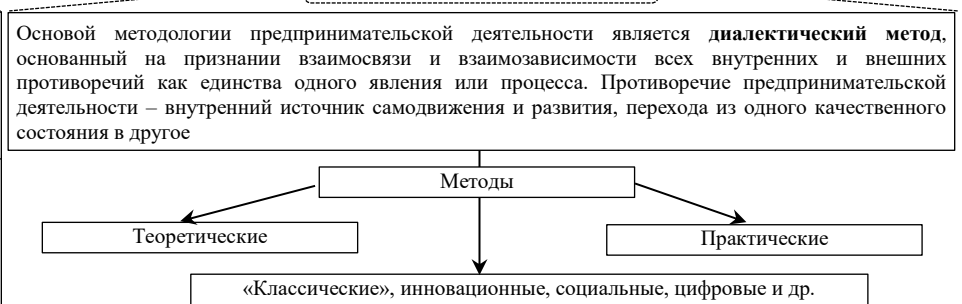 Основой методологии предпринимательской деятельности является диалектический метод,
основанный на признании взаимосвязи и взаимозависимости всех внутренних и внешних
противоречий как единства одного явления или процесса. Противоречие предпринимательской
деятельности – внутренний источник самодвижения и развития, перехода из одного качественного
состояния в другое
Методы
Теоретические
Практические
«Классические», инновационные, социальные, цифровые и др.